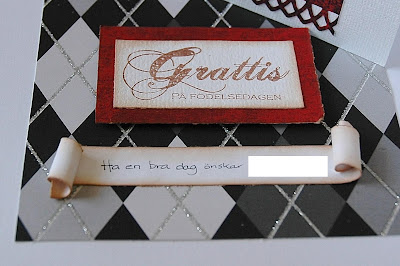 Grattis
PÅ FÖDELSEDAGEN
Ha en bra dag önskar